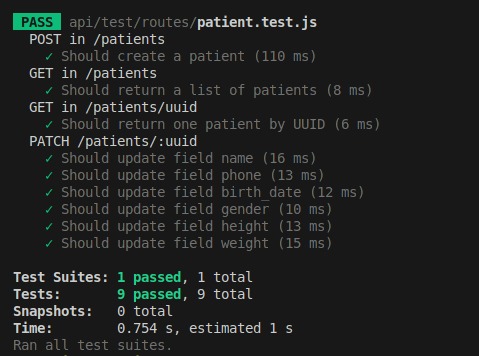 PASS api/test/routes/patient.test.js
POST in /patients
✓ Should create a patient (110 ms)
GET in /patients
✓ Should return a list of patients (8 ms)
GET in /patients/uuid
✓ Should return one patient by UUID (6 ms)
PATCH /patients/:uuid
✓ Should update field name (16 ms)
✓ Should update field phone (13 ms)
✓ Should update field birth_date (12 ms)
✓ Should update field gender (10 ms)
✓ Should update field height (13 ms)
✓ Should update field weight (15 ms)
Test Suites: 1 passed, 1 total
Tests: 9 passed, 9 total
Snapshots: 0 total
Time: 0.754 s, estimated 1 s
Ran all test suites.